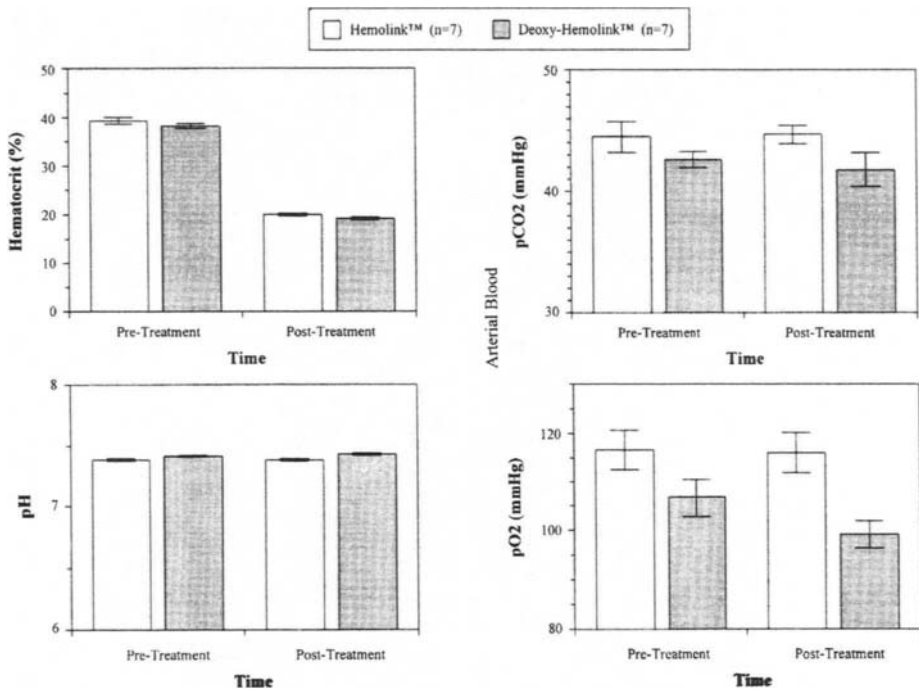 Hemolink™ (n=7) Deoxy-Hemolink™ (n=7)
50
40
30
20
10
0
Hematocrit (%)
Pre-Treatment Post-Treatment
Time
50
40
30
pCO2 (mmHg)
Arterial Blood
Pre-Treatment Post-Treatment
Time
8
7
6
pH
Pre-Treatment Post-Treatment
Time
120
100
80
pO2 (mmHg)
Pre-Treatment Post-Treatment
Time